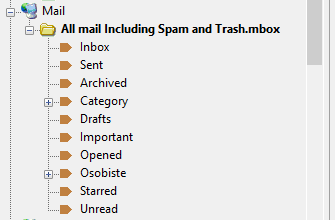 Mail
All mail Including Spam and Trash.mbox
Inbox
Sent
Archived
Category
Drafts
Important
Opened
Osobiste
Starred
Unread